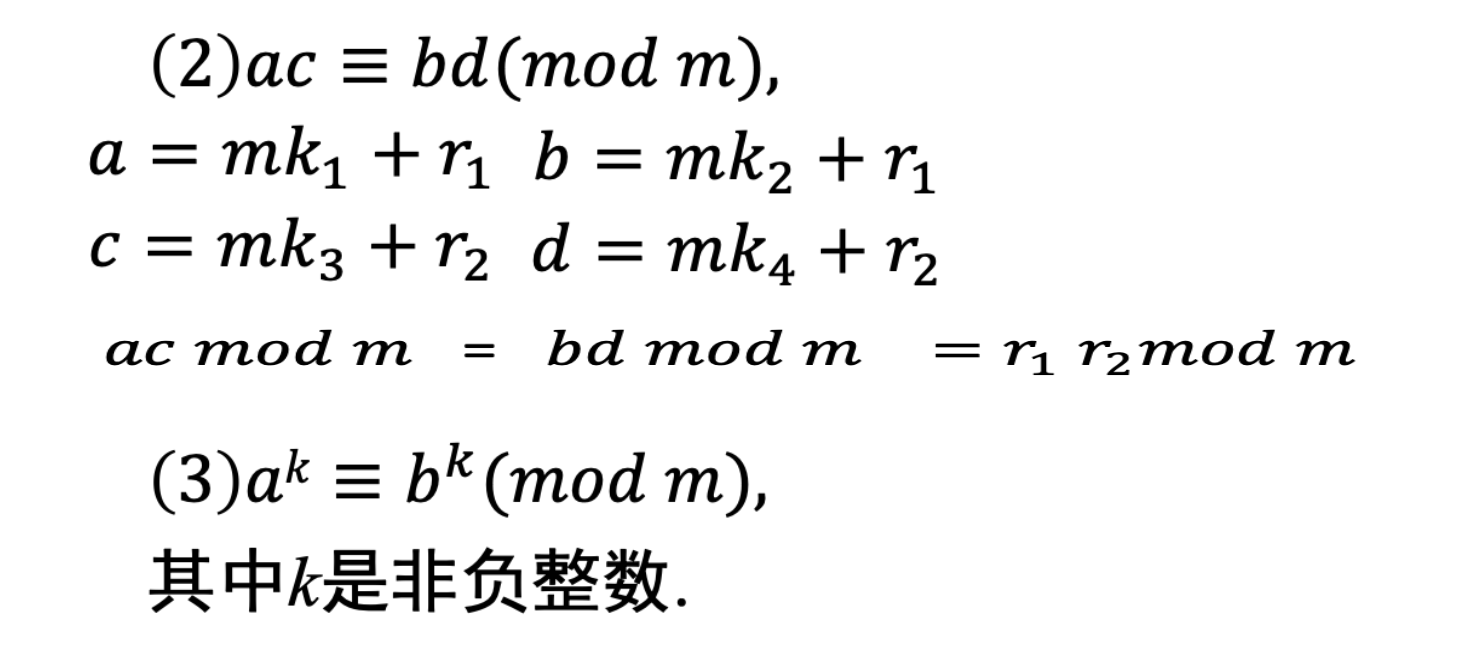 (2)ac ≡ bd(mod m),
a = mk₁ + r₁ b = mk₂ + r₁
c = mk₃ + r₂ d = mk₄ + r₂
ac mod m = bd mod m = r₁ r₂mod m
(3)aᵏ ≡ bᵏ(mod m),
其中k是非负整数.